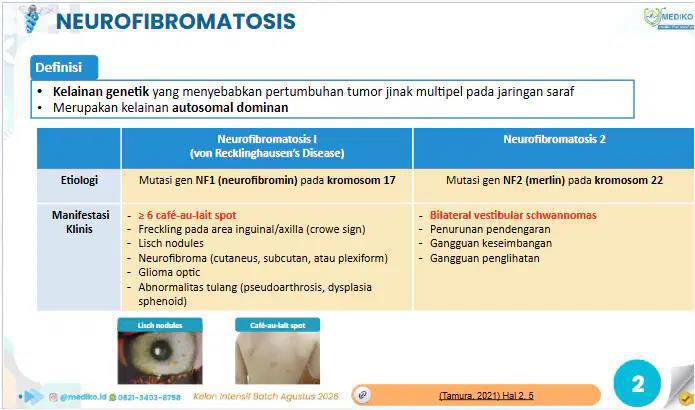 NEUROFIBROMATOSIS
MEDIKO
Definisi
• Kelainan genetik yang menyebabkan pertumbuhan tumor jinak multipel pada jaringan saraf
• Merupakan kelainan autosomal dominan
Neurofibromatosis I
(von Recklinghausen's Disease)
Neurofibromatosis 2
Etiologi
Mutasi gen NF1 (neurofibromin) pada kromosom 17
Mutasi gen NF2 (merlin) pada kromosom 22
Manifestasi
Klinis
- ≥ 6 café-au-lait spot
- Freckling pada area inguinal/axilla (crowe sign)
- Lisch nodules
- Neurofibroma (cutaneus, subcutan, atau plexiform)
- Glioma optic
- Abnormalitas tulang (pseudoarthrosis, dysplasia
sphenoid)
- Bilateral vestibular schwannomas
- Penurunan pendengaran
- Gangguan keseimbangan
- Gangguan penglihatan
Lisch nodules
Café-au-lait spot
@mediko.id 0821-3403-8758 Kelan Intensif Batch Agustus 2026
(Tamura, 2021) Hal 2, 5
2